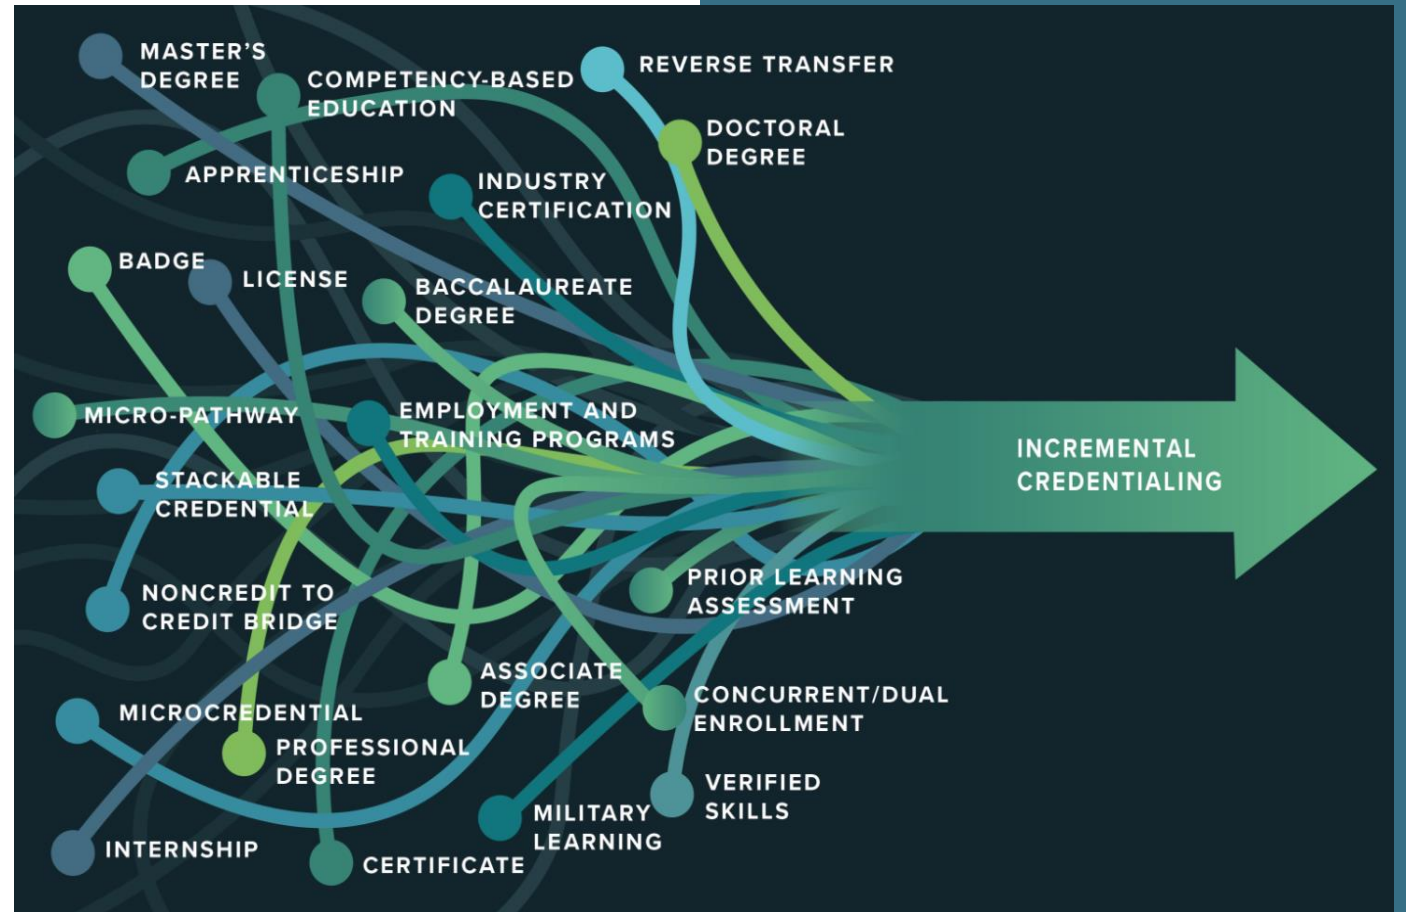 MASTER'S
DEGREE
COMPETENCY-BASED
EDUCATION
REVERSE TRANSFER
DOCTORAL
DEGREE
APPRENTICESHIP
INDUSTRY
CERTIFICATION
BADGE
LICENSE
BACCALAUREATE
DEGREE
MICRO-PATHWAY
EMPLOYMENT AND
TRAINING PROGRAMS
INCREMENTAL
CREDENTIALING
STACKABLE
CREDENTIAL
NONCREDIT TO
CREDIT BRIDGE
PRIOR LEARNING
ASSESSMENT
ASSOCIATE
DEGREE
CONCURRENT/DUAL
ENROLLMENT
MICROCREDENTIAL
PROFESSIONAL
DEGREE
VERIFIED
SKILLS
MILITARY
LEARNING
INTERNSHIP
CERTIFICATE